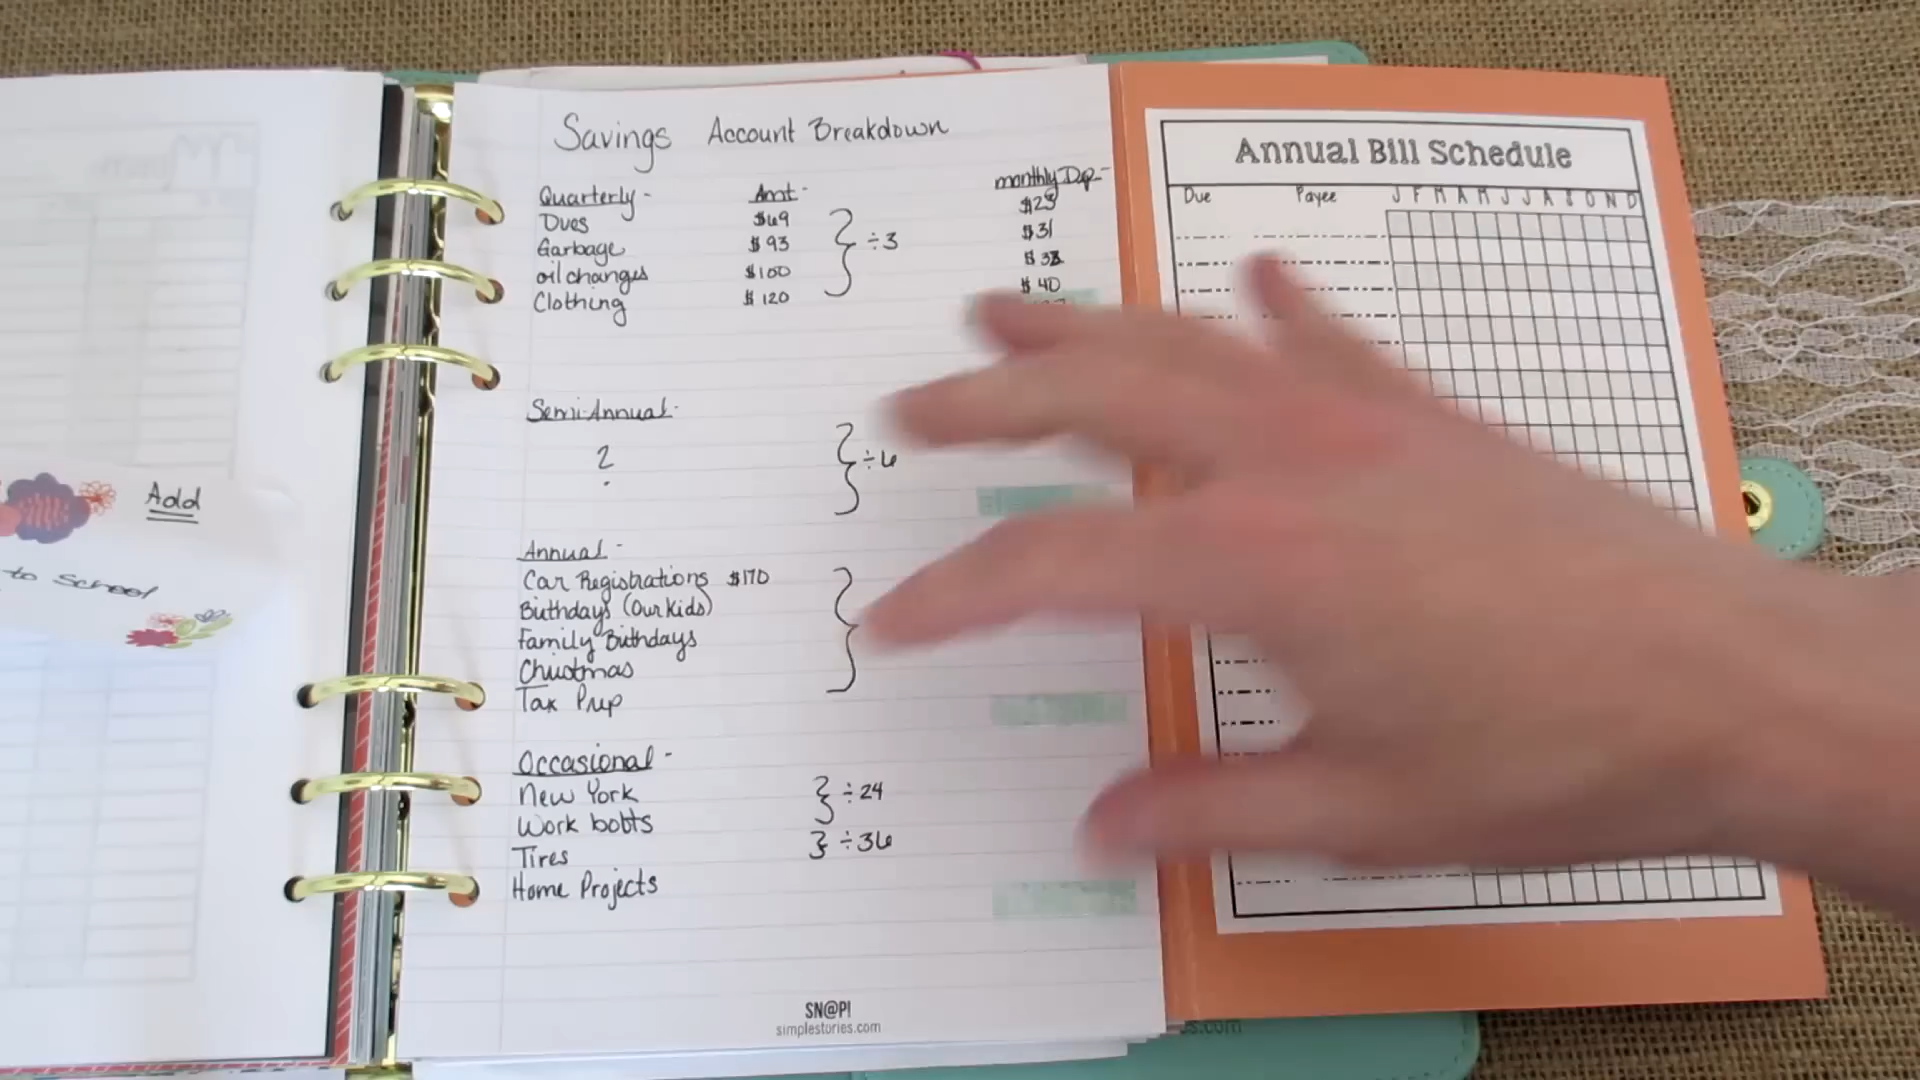 Savings Account Breakdown
Quarterly - Amt - monthly Dep-
Dues $69 $23
Garbage $93 ÷3 $31
oil changes $100 $33
Clothing $120 $40
Semi-Annual-
? ÷6
Annual -
Car Registrations $170
Birthdays (Our Kids)
Family Birthdays
Christmas
Tax Prep
Occasional -
New York ÷24
Work botts
Tires ÷36
Home Projects
SN@P!
simplestories.com
Add
to School
Annual Bill Schedule
Due Payee J F M A M J J A S O N D